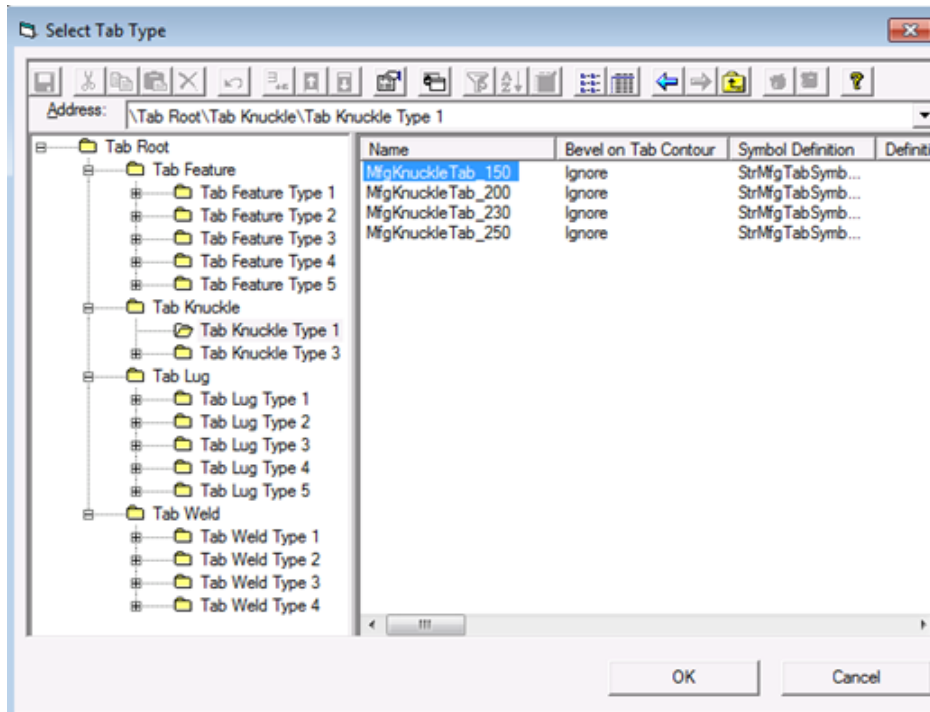 Select Tab Type
Address: \Tab Root\Tab Knuckle\Tab Knuckle Type 1
Tab Root
Tab Feature
Tab Feature Type 1
Tab Feature Type 2
Tab Feature Type 3
Tab Feature Type 4
Tab Feature Type 5
Tab Knuckle
Tab Knuckle Type 1
Tab Knuckle Type 3
Tab Lug
Tab Lug Type 1
Tab Lug Type 2
Tab Lug Type 3
Tab Lug Type 4
Tab Lug Type 5
Tab Weld
Tab Weld Type 1
Tab Weld Type 2
Tab Weld Type 3
Tab Weld Type 4
Name Bevel on Tab Contour Symbol Definition Definiti
MfgKnuckleTab_150 Ignore StrMfgTabSymb...
MfgKnuckleTab_200 Ignore StrMfgTabSymb...
MfgKnuckleTab_230 Ignore StrMfgTabSymb...
MfgKnuckleTab_250 Ignore StrMfgTabSymb...
OK Cancel